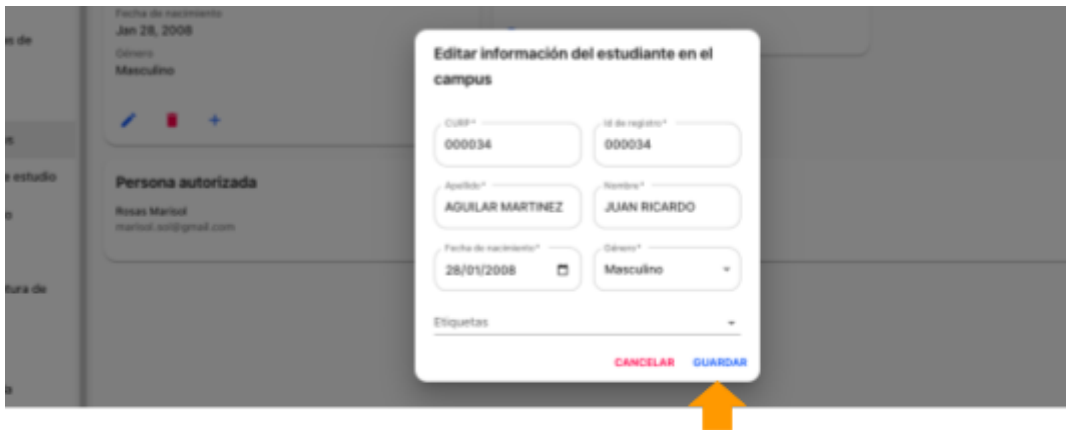 Fecha de nacimiento
Jan 28, 2008
Género
Masculino
s de
s
e estudio
o
tura de
a
Persona autorizada
Rosas Marisol
marisol.sol@gmail.com
Editar información del estudiante en el
campus
CURP*
000034
Id de registro*
000034
Apellido*
AGUILAR MARTINEZ
Nombre*
JUAN RICARDO
Fecha de nacimiento*
28/01/2008
Género*
Masculino
Etiquetas
CANCELAR GUARDAR